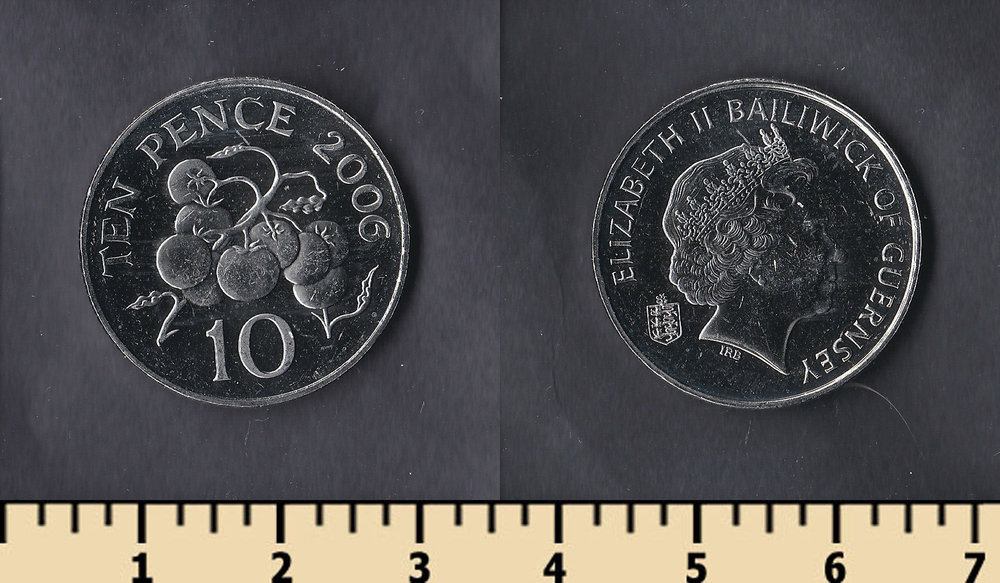 TEN PENCE 2006
10
ELIZABETH II BAILIWICK OF GUERNSEY
IRB
1 2 3 4 5 6 7